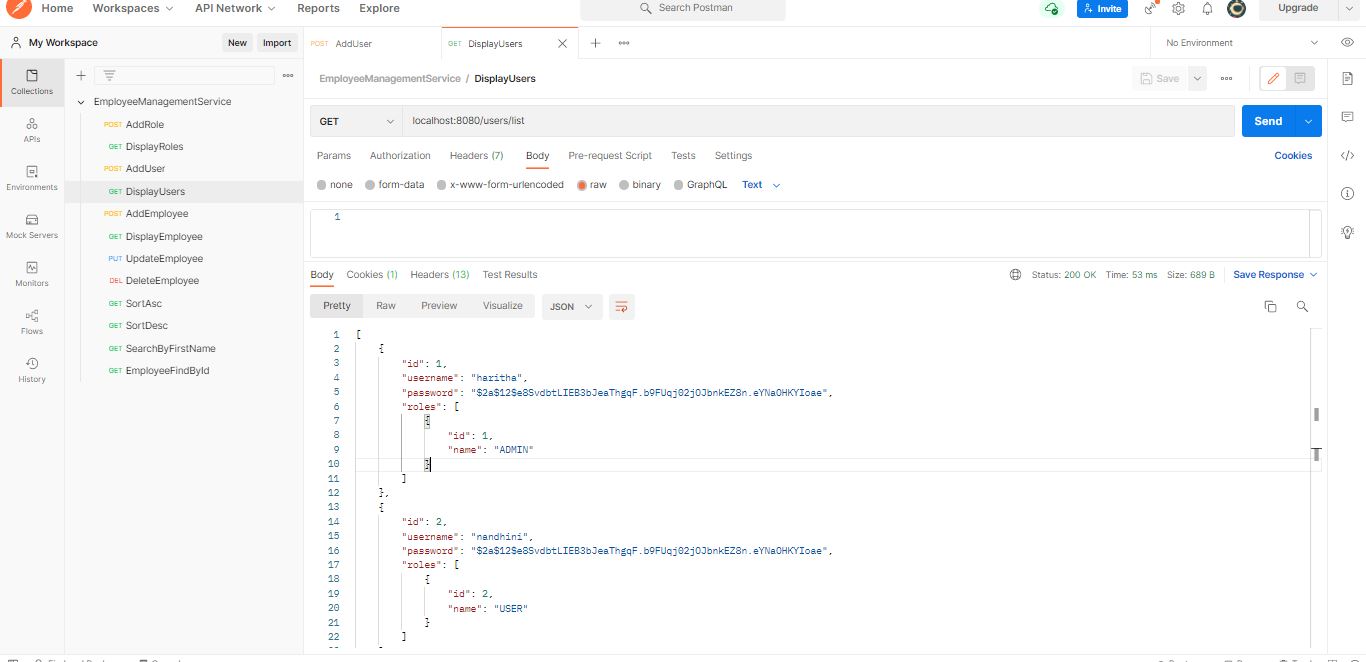 Home Workspaces API Network Reports Explore Search Postman Invite Upgrade
My Workspace New Import POST AddUser GET DisplayUsers No Environment
Collections
APIs
Environments
Mock Servers
Monitors
Flows
History
EmployeeManagementService
POST AddRole
GET DisplayRoles
POST AddUser
GET DisplayUsers
POST AddEmployee
GET DisplayEmployee
PUT UpdateEmployee
DEL DeleteEmployee
GET SortAsc
GET SortDesc
GET SearchByFirstName
GET EmployeeFindById
EmployeeManagementService / DisplayUsers Save
GET localhost:8080/users/list Send
Params Authorization Headers (7) Body Pre-request Script Tests Settings Cookies
none form-data x-www-form-urlencoded raw binary GraphQL Text
1
Body Cookies (1) Headers (13) Test Results Status: 200 OK Time: 53 ms Size: 689 B Save Response
Pretty Raw Preview Visualize JSON
1 [
2 {
3 "id": 1,
4 "username": "haritha",
5 "password": "$2a$12$e8SvdbtLIEB3bJeaThgqF.b9FUqj02jOJbnkEZ8n.eYNaOHKYIoae",
6 "roles": [
7 {
8 "id": 1,
9 "name": "ADMIN"
10 }
11 ]
12 },
13 {
14 "id": 2,
15 "username": "nandhini",
16 "password": "$2a$12$e8SvdbtLIEB3bJeaThgqF.b9FUqj02jOJbnkEZ8n.eYNaOHKYIoae",
17 "roles": [
18 {
19 "id": 2,
20 "name": "USER"
21 }
22 ]